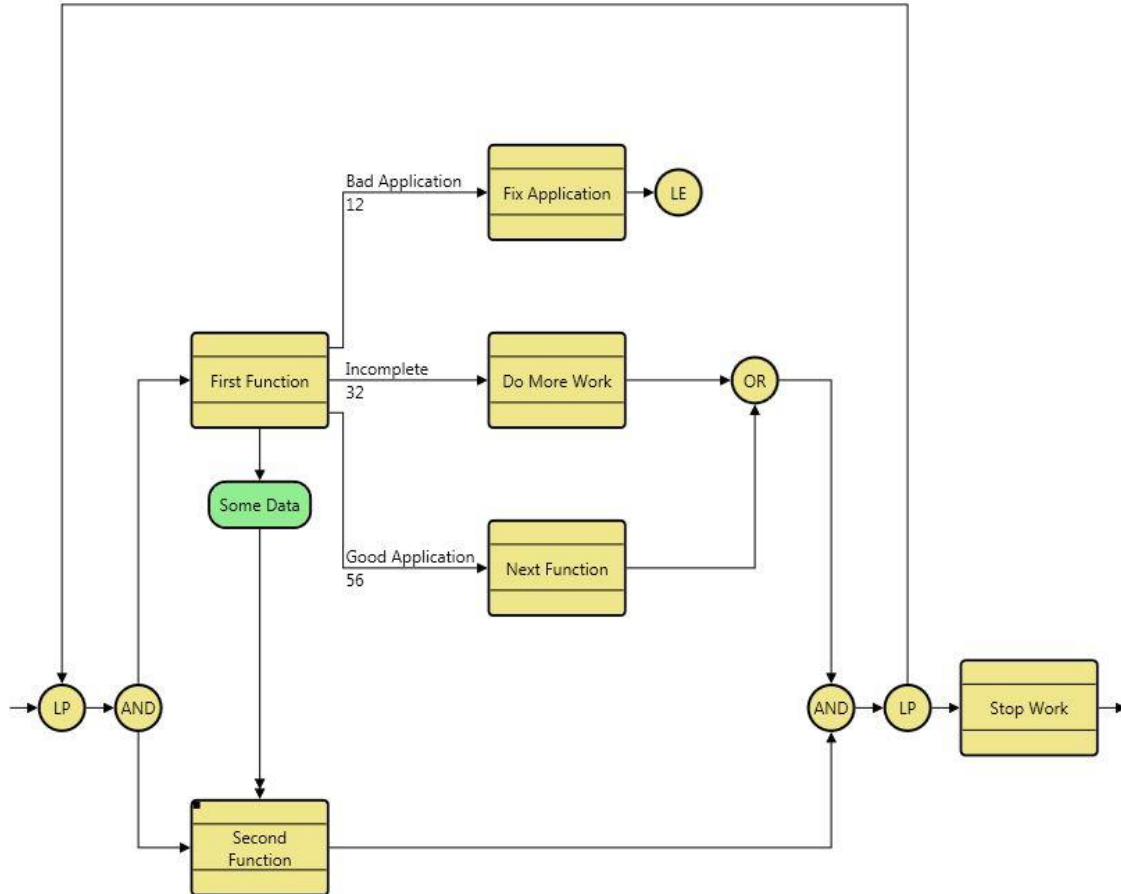 Bad Application
12
Fix Application
LE
First Function
Incomplete
32
Do More Work
OR
Some Data
Good Application
56
Next Function
LP
AND
AND
LP
Stop Work
Second
Function